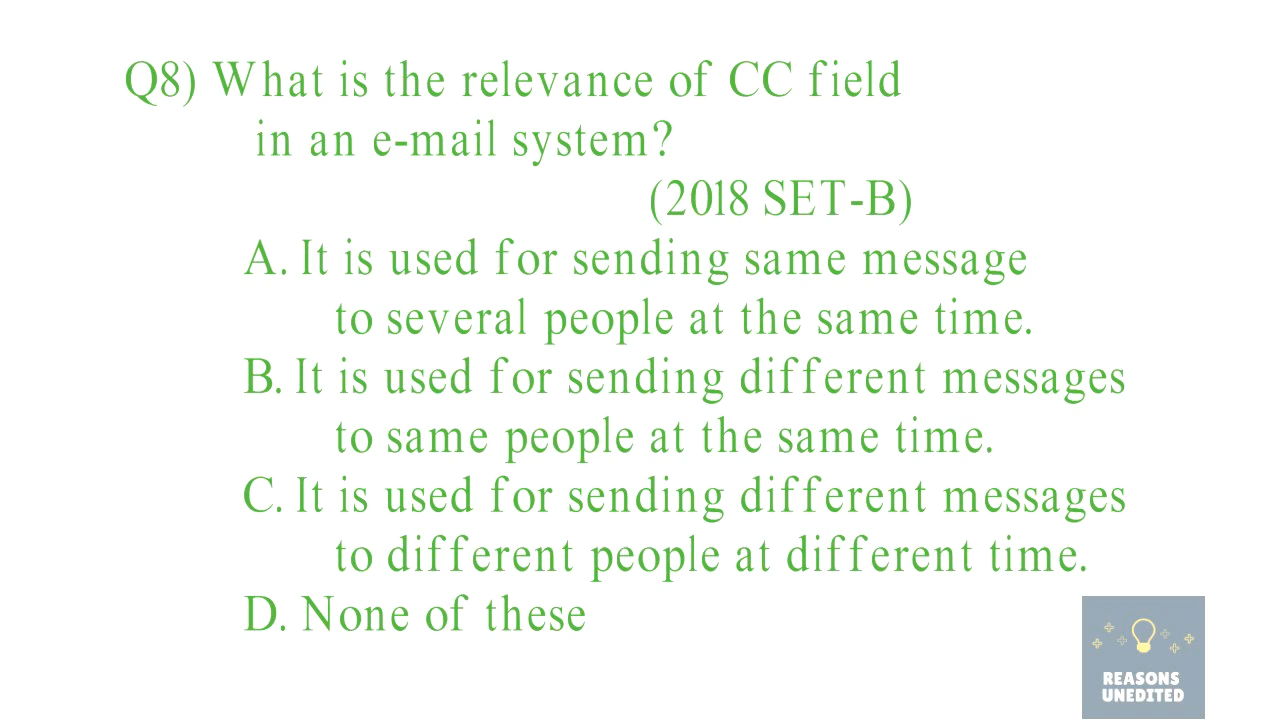 Q8) What is the relevance of CC field
in an e-mail system?
(2018 SET-B)
A. It is used for sending same message
to several people at the same time.
B. It is used for sending different messages
to same people at the same time.
C. It is used for sending different messages
to different people at different time.
D. None of these
REASONS
UNEDITED